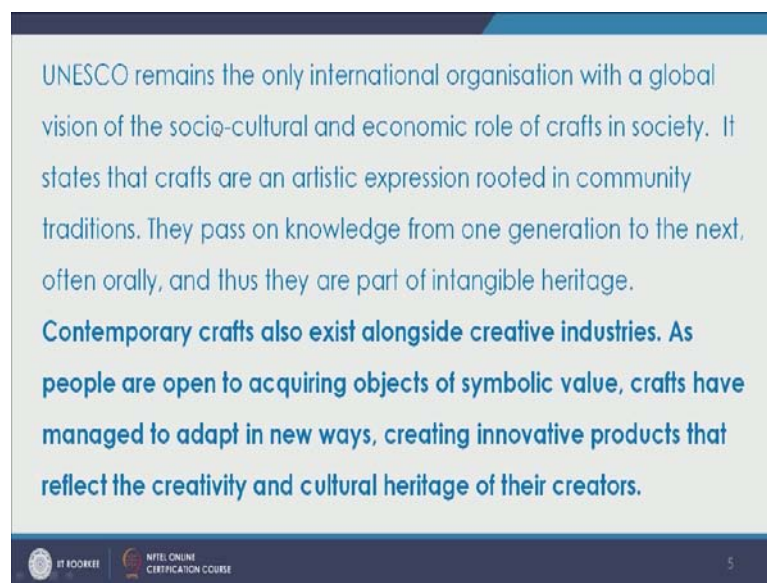 UNESCO remains the only international organisation with a global
vision of the socio-cultural and economic role of crafts in society. It
states that crafts are an artistic expression rooted in community
traditions. They pass on knowledge from one generation to the next,
often orally, and thus they are part of intangible heritage.
Contemporary crafts also exist alongside creative industries. As
people are open to acquiring objects of symbolic value, crafts have
managed to adapt in new ways, creating innovative products that
reflect the creativity and cultural heritage of their creators.
IIT ROORKEE
NPTEL ONLINE
CERTIFICATION COURSE
5